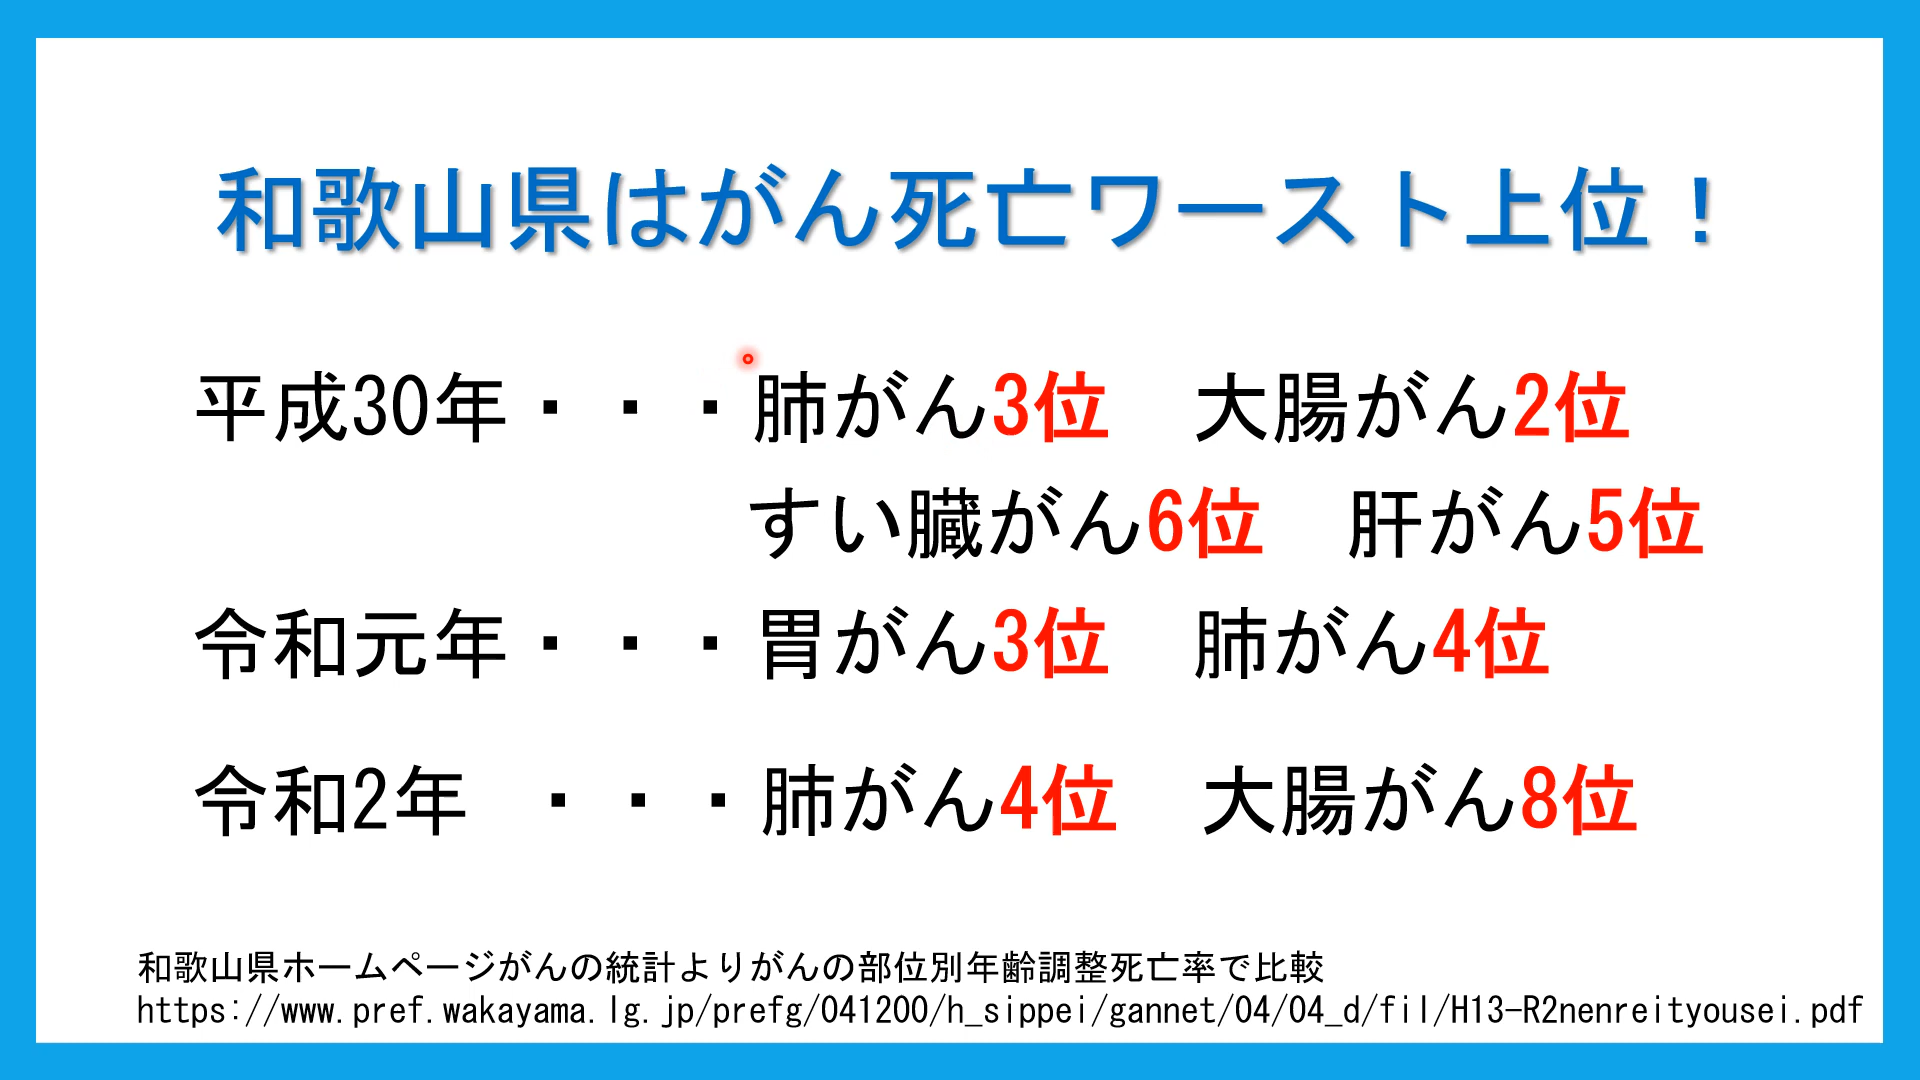 和歌山県はがん死亡ワースト上位！
平成30年・・・肺がん3位　大腸がん2位
すい臓がん6位　肝がん5位
令和元年・・・胃がん3位　肺がん4位
令和2年　・・・肺がん4位　大腸がん8位
和歌山県ホームページがんの統計よりがんの部位別年齢調整死亡率で比較
https://www.pref.wakayama.lg.jp/prefg/041200/h_sippei/gannet/04/04_d/fil/H13-R2nenreityousei.pdf